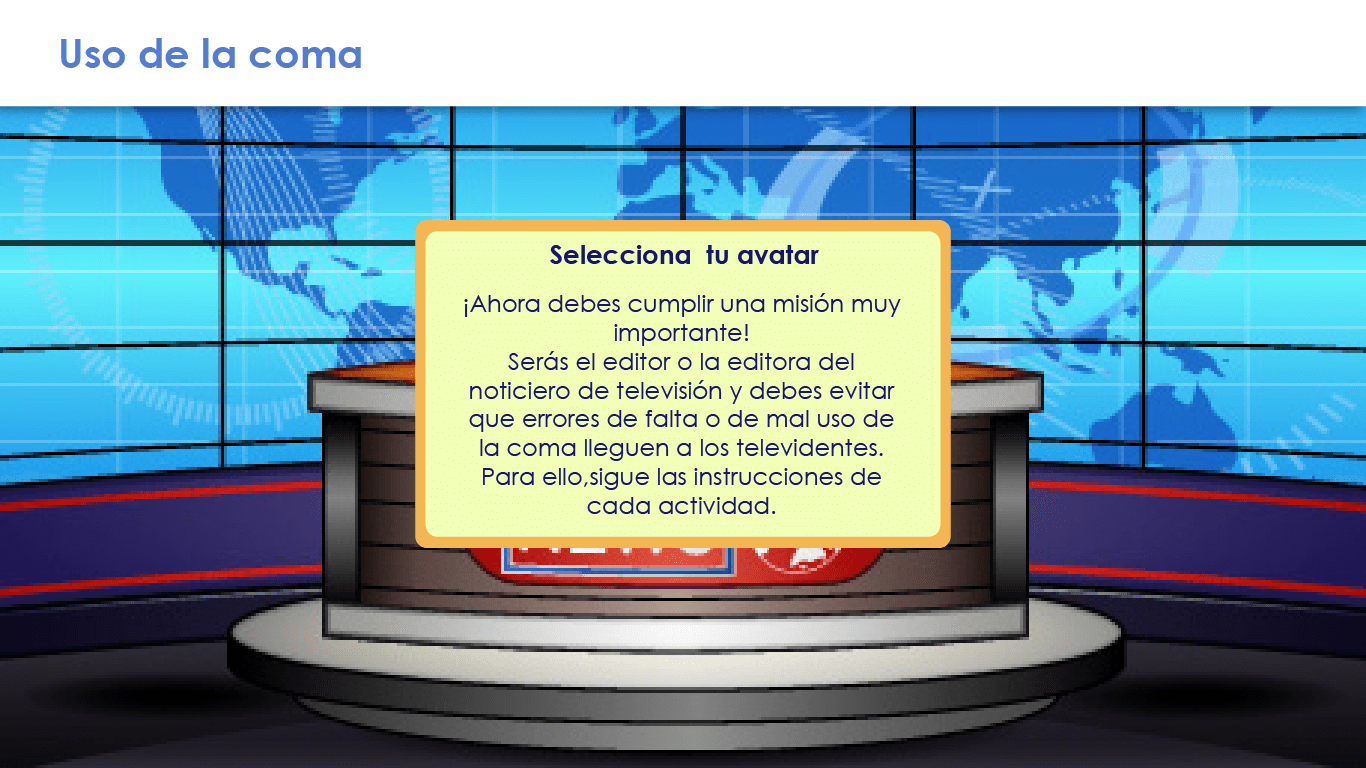 Uso de la coma
Selecciona  tu avatar
¡Ahora debes cumplir una misión muy
importante!
Serás el editor o la editora del
noticiero de televisión y debes evitar
que errores de falta o de mal uso de
la coma lleguen a los televidentes.
Para ello,sigue las instrucciones de
cada actividad.